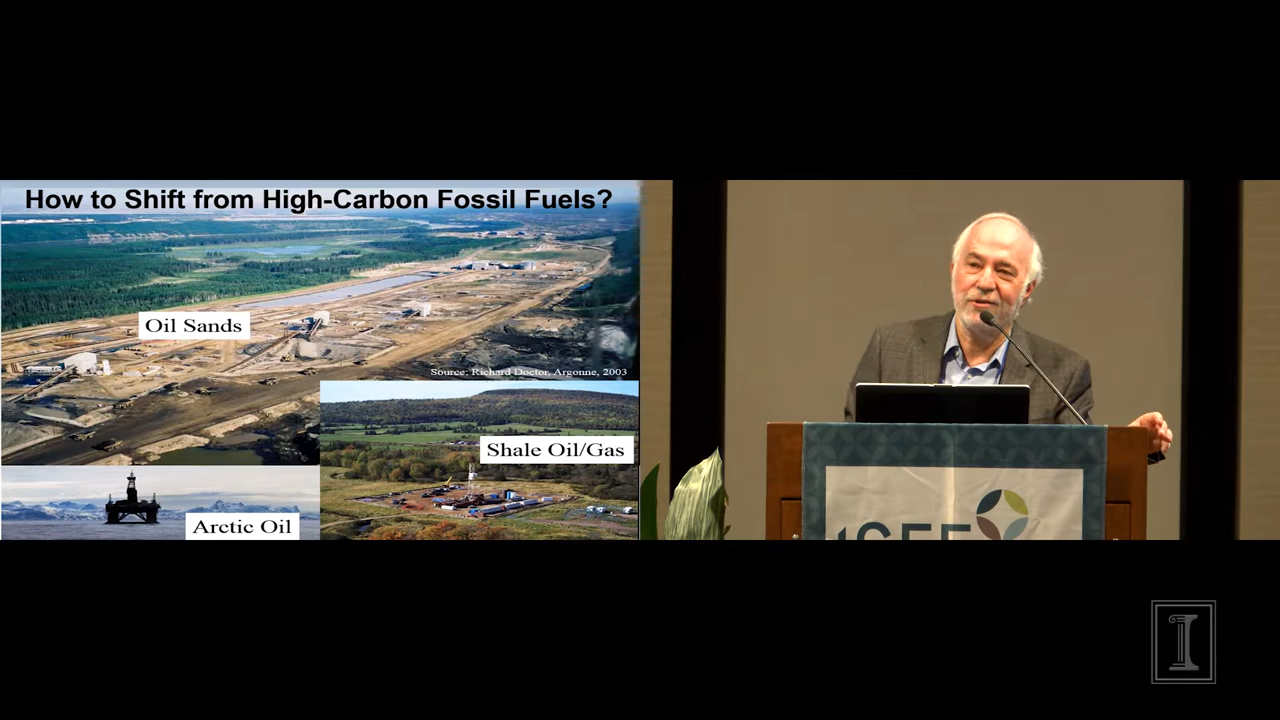 How to Shift from High-Carbon Fossil Fuels?
Oil Sands
Source: Richard Doctor, Argonne, 2003
Shale Oil/Gas
Arctic Oil
iSEE
I